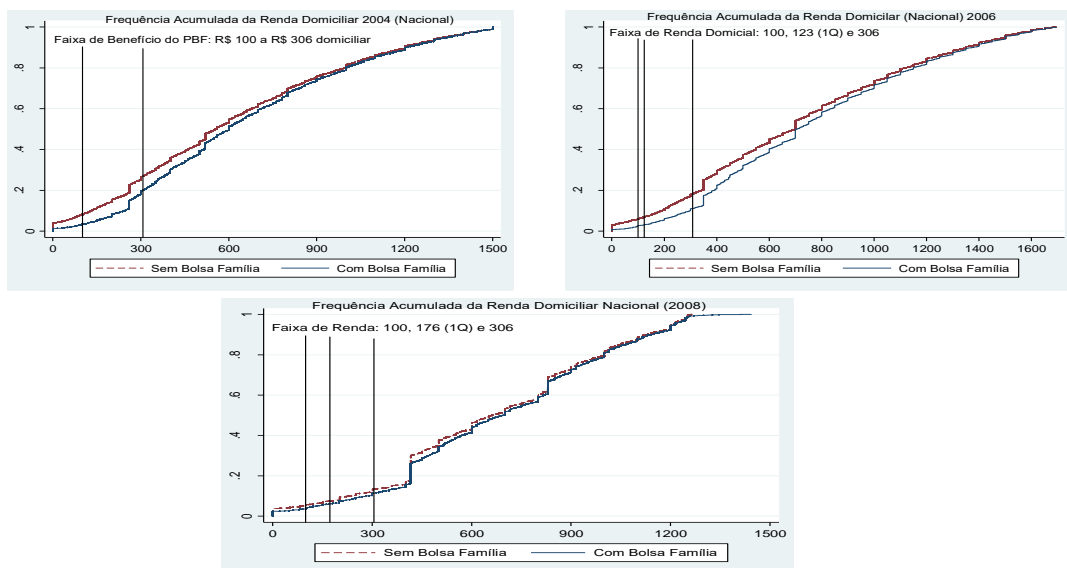 Frequência Acumulada da Renda Domiciliar 2004 (Nacional)
Faixa de Benefício do PBF: R$ 100 a R$ 306 domiciliar
0 .2 .4 .6 .8 1
0 300 600 900 1200 1500
Sem Bolsa Família Com Bolsa Família
Frequência Acumulada da Renda Domicilar (Nacional) 2006
Faixa de Renda Domicial: 100, 123 (1Q) e 306
0 .2 .4 .6 .8 1
0 200 400 600 800 1000 1200 1400 1600
Sem Bolsa Família Com Bolsa Família
Frequência Acumulada da Renda Domiciliar Nacional (2008)
Faixa de Renda: 100, 176 (1Q) e 306
0 .2 .4 .6 .8 1
0 300 600 900 1200 1500
Sem Bolsa Família Com Bolsa Família